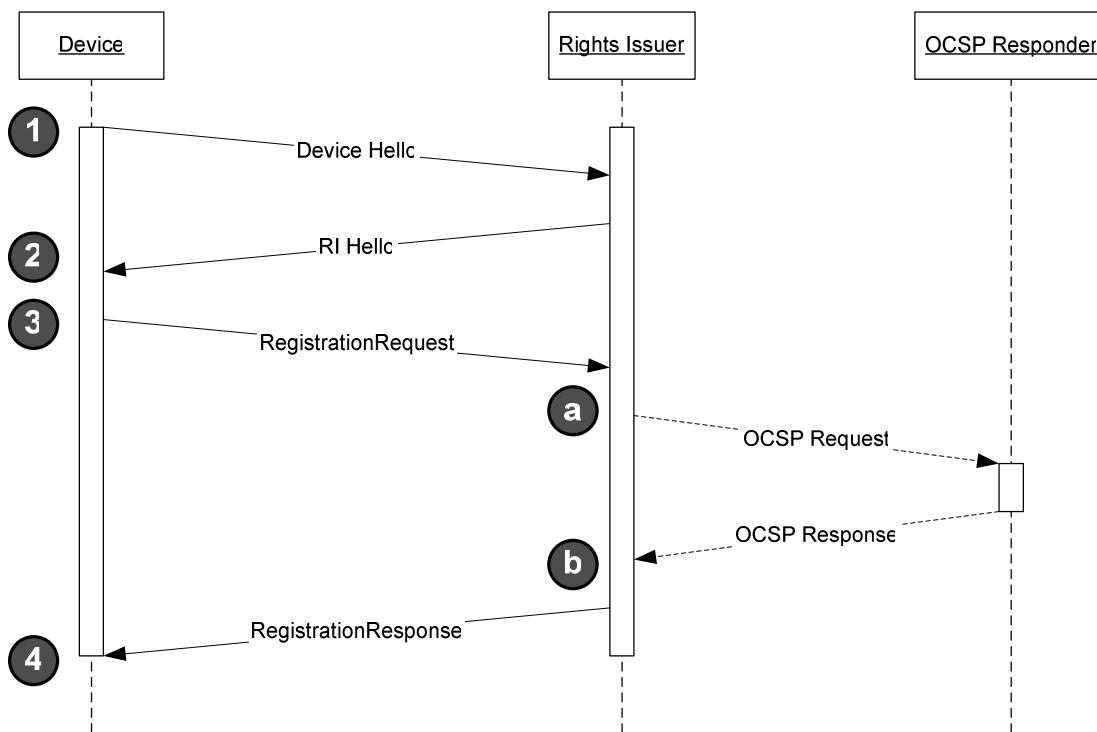 Device
Rights Issuer
OCSP Responder
1
Device Hello
2
RI Hello
3
RegistrationRequest
a
OCSP Request
OCSP Response
b
RegistrationResponse
4